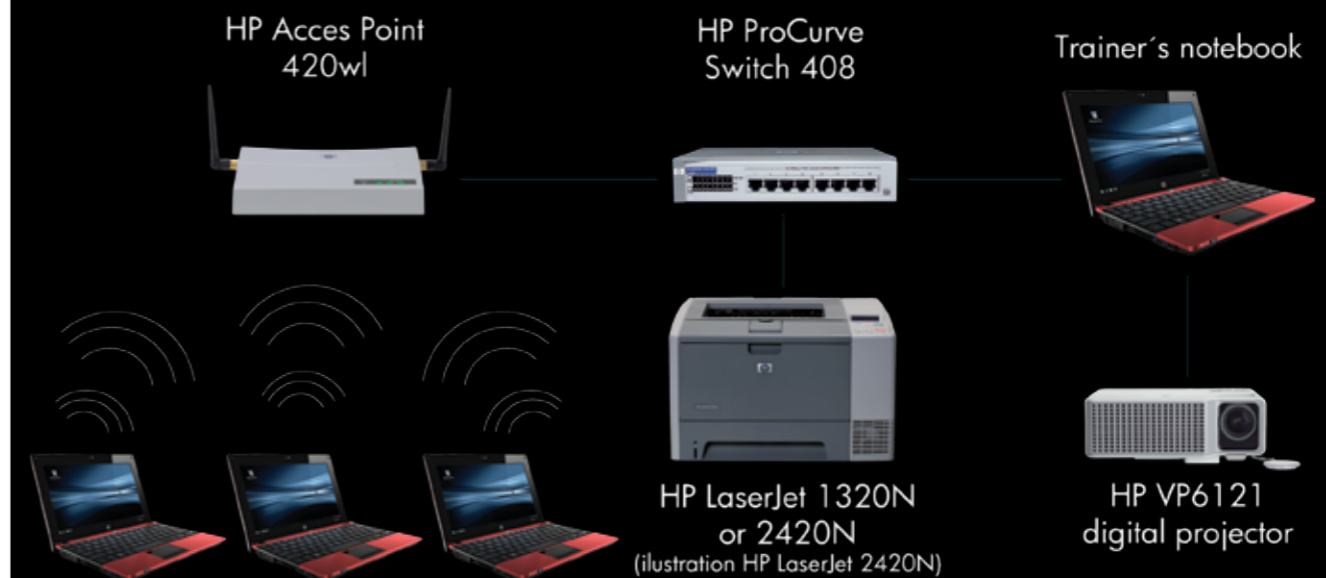 HP Acces Point
420wl
HP ProCurve
Switch 408
Trainer´s notebook
HP LaserJet 1320N
or 2420N
(ilustration HP LaserJet 2420N)
HP VP6121
digital projector